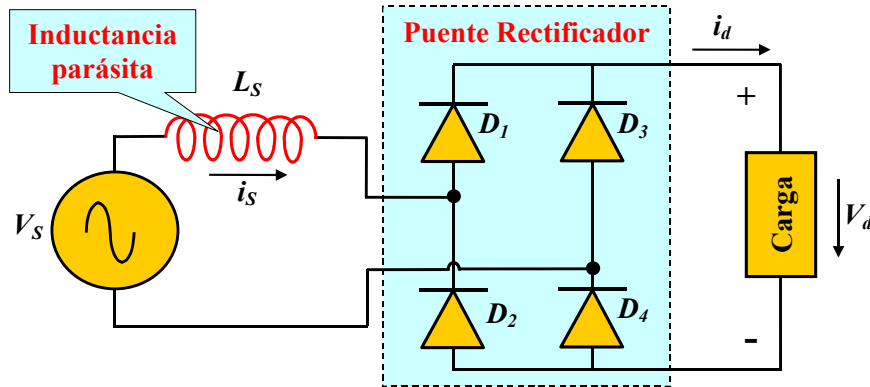 Inductancia
parásita
Puente Rectificador
i_d
L_S
D_1
D_3
+
i_S
V_S
Carga
V_d
D_2
D_4
-